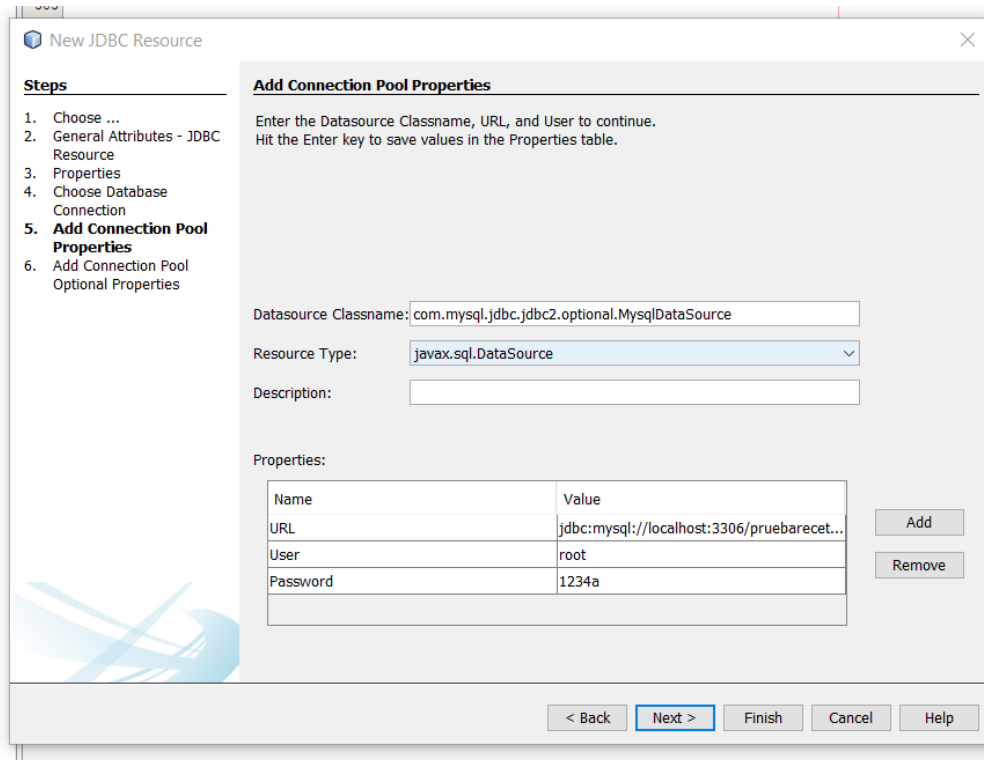 New JDBC Resource
Steps
1. Choose ...
2. General Attributes - JDBC
Resource
3. Properties
4. Choose Database
Connection
5. Add Connection Pool
Properties
6. Add Connection Pool
Optional Properties
Add Connection Pool Properties
Enter the Datasource Classname, URL, and User to continue.
Hit the Enter key to save values in the Properties table.
Datasource Classname: com.mysql.jdbc.jdbc2.optional.MysqlDataSource
Resource Type: javax.sql.DataSource
Description:
Properties:
Name Value
URL jdbc:mysql://localhost:3306/pruebarecet...
User root
Password 1234a
Add
Remove
< Back Next > Finish Cancel Help